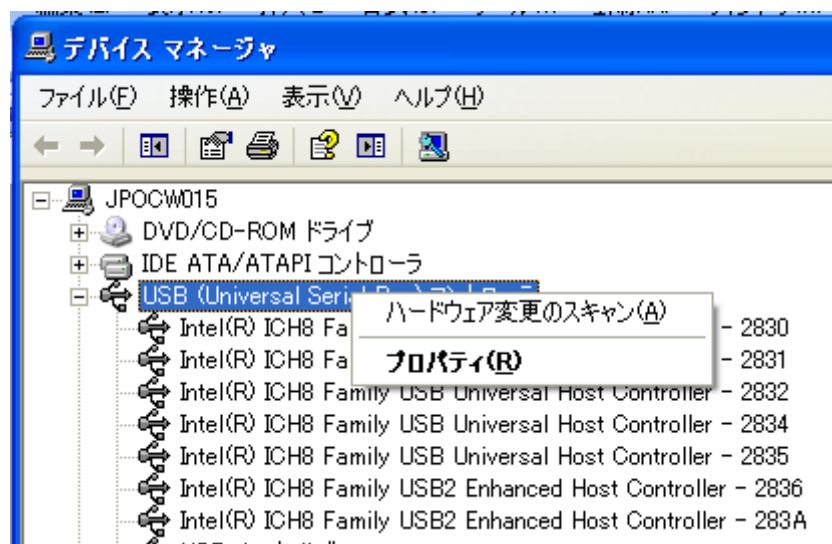 デバイス マネージャ
ファイル(F) 操作(A) 表示(V) ヘルプ(H)
JPOCW015
DVD/CD-ROM ドライブ
IDE ATA/ATAPI コントローラ
USB (Universal Serial
ハードウェア変更のスキャン(A)
プロパティ(R)
Intel(R) ICH8 Fa - 2830
Intel(R) ICH8 Fa - 2831
Intel(R) ICH8 Family USB Universal Host Controller - 2832
Intel(R) ICH8 Family USB Universal Host Controller - 2834
Intel(R) ICH8 Family USB Universal Host Controller - 2835
Intel(R) ICH8 Family USB2 Enhanced Host Controller - 2836
Intel(R) ICH8 Family USB2 Enhanced Host Controller - 283A